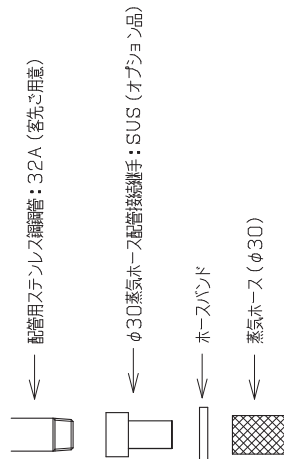 配管用ステンレス鋼鋼管：32A（客先ご用意）
φ30蒸気ホース配管接続継手：SUS（オプション品）
ホースバンド
蒸気ホース（φ30）